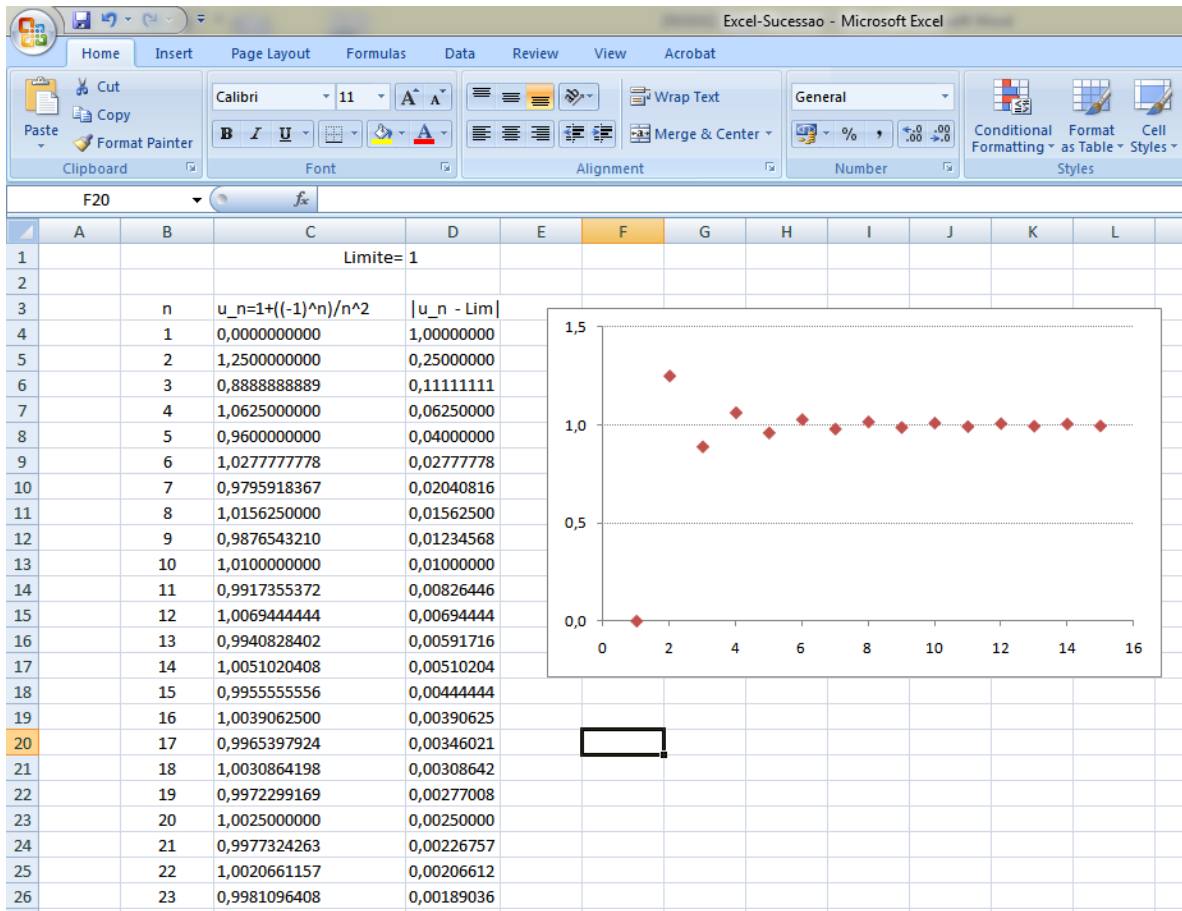 Excel-Sucessao - Microsoft Excel
Home Insert Page Layout Formulas Data Review View Acrobat
Cut
Copy
Format Painter
Paste
Calibri 11 A A
B I U A
Wrap Text
Merge & Center
General
% , ,0 ,00 ,00 ,0
Conditional Formatting
Format as Table
Cell Styles
Clipboard Font Alignment Number Styles
F20 fx
A B C D E F G H I J K L
1 Limite= 1
2
3 n u_n=1+((-1)^n)/n^2 |u_n - Lim|
4 1 0,0000000000 1,00000000
5 2 1,2500000000 0,25000000
6 3 0,8888888889 0,11111111
7 4 1,0625000000 0,06250000
8 5 0,9600000000 0,04000000
9 6 1,0277777778 0,02777778
10 7 0,9795918367 0,02040816
11 8 1,0156250000 0,01562500
12 9 0,9876543210 0,01234568
13 10 1,0100000000 0,01000000
14 11 0,9917355372 0,00826446
15 12 1,0069444444 0,00694444
16 13 0,9940828402 0,00591716
17 14 1,0051020408 0,00510204
18 15 0,9955555556 0,00444444
19 16 1,0039062500 0,00390625
20 17 0,9965397924 0,00346021
21 18 1,0030864198 0,00308642
22 19 0,9972299169 0,00277008
23 20 1,0025000000 0,00250000
24 21 0,9977324263 0,00226757
25 22 1,0020661157 0,00206612
26 23 0,9981096408 0,00189036
1,5
1,0
0,5
0,0
0 2 4 6 8 10 12 14 16